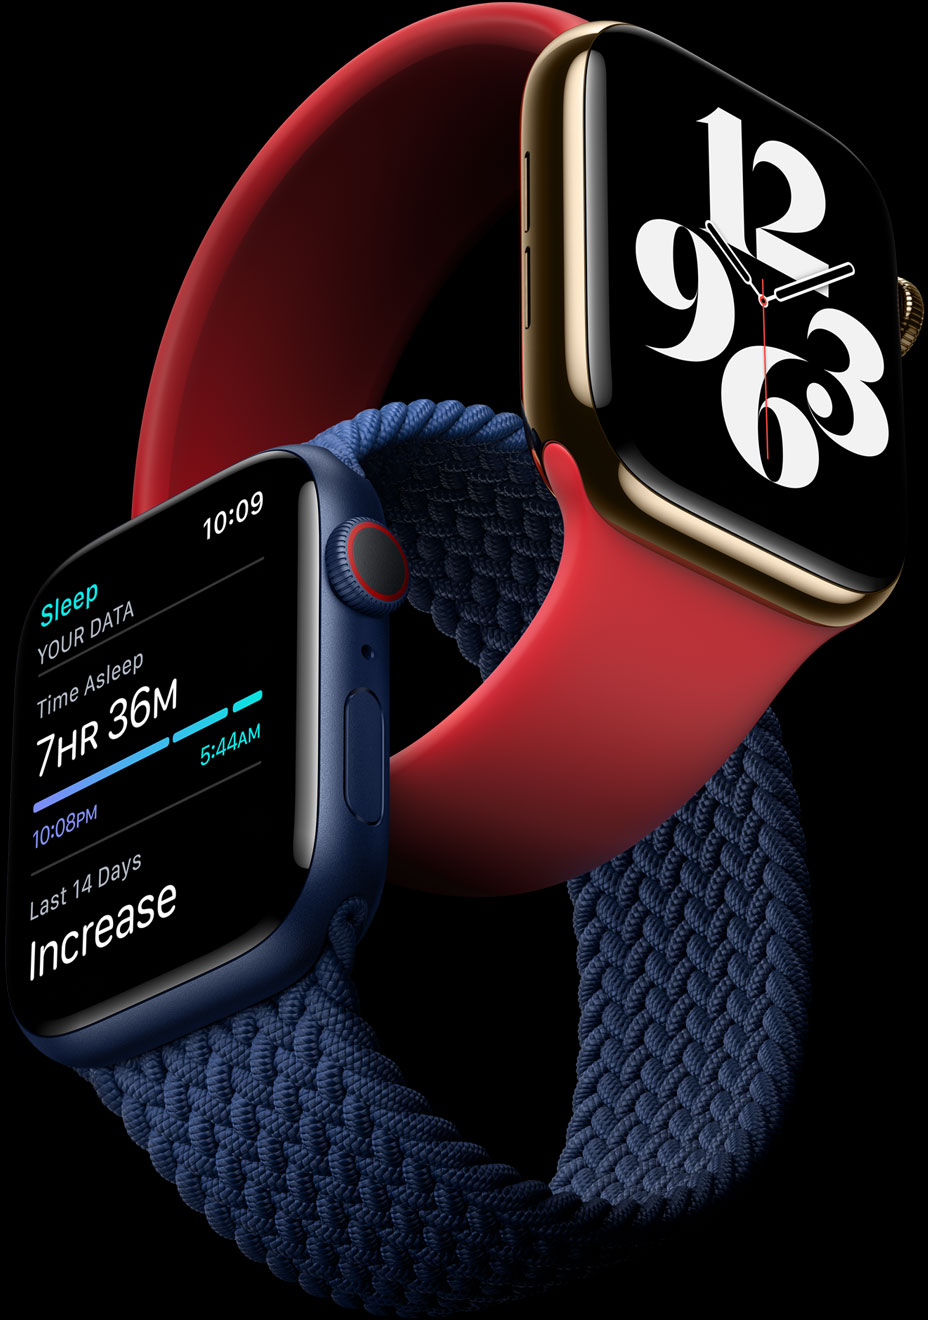 10:09
Sleep
YOUR DATA
Time Asleep
7HR 36M
5:44AM
10:08PM
Last 14 Days
Increase
12
9
3
6